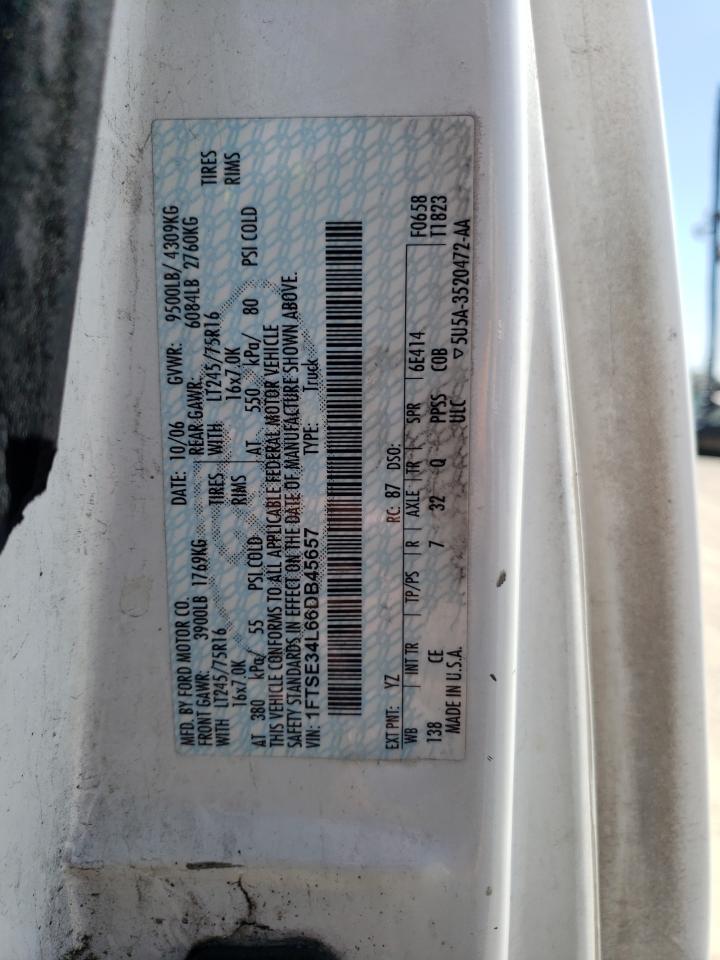 MFD. BY FORD MOTOR CO.
DATE: 10/06 GVWR: 9500LB/ 4309KG
FRONT GAWR: 3900LB 1769KG REAR GAWR: 6084LB 2760KG
WITH LT245/75R16 TIRES WITH LT245/75R16 TIRES
16x7.0K RIMS 16x7.0K RIMS
AT 380 kPa/ 55 PSI COLD AT 550 kPa/ 80 PSI COLD
THIS VEHICLE CONFORMS TO ALL APPLICABLE FEDERAL MOTOR VEHICLE
SAFETY STANDARDS IN EFFECT ON THE DATE OF MANUFACTURE SHOWN ABOVE.
VIN: 1FTSE34L66DB45657 TYPE: Truck
EXT PNT: YZ RC: 87 DSO: F0658
WB INT TR TP/PS R AXLE TR SPR 6E414 T1823
138 CE 7 32 Q PPSS COB
MADE IN U.S.A. ULC ▽5U5A-3520472-AA